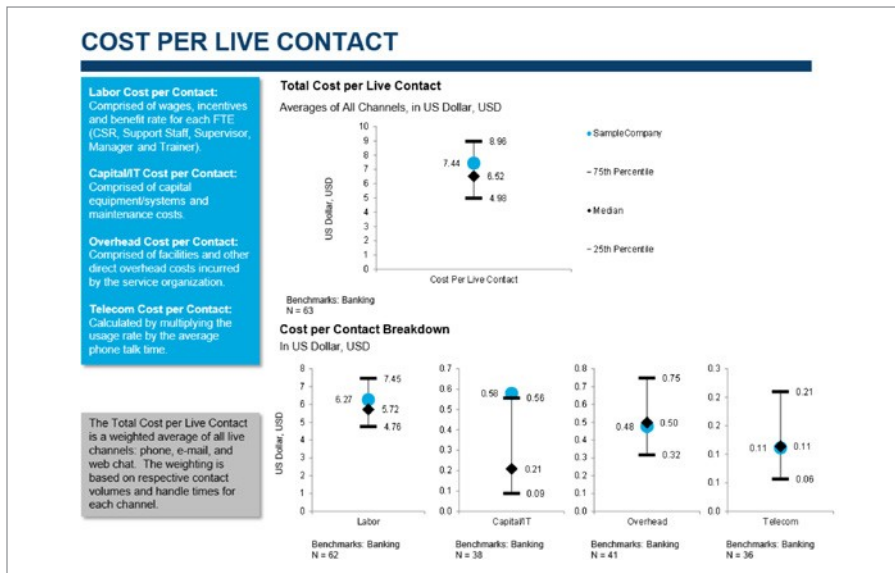 COST PER LIVE CONTACT
Labor Cost per Contact:
Comprised of wages, incentives
and benefit rate for each FTE
(CSR, Support Staff, Supervisor,
Manager and Trainer).
Capital/IT Cost per Contact:
Comprised of capital
equipment/systems and
maintenance costs.
Overhead Cost per Contact:
Comprised of facilities and other
direct overhead costs incurred
by the service organization.
Telecom Cost per Contact:
Calculated by multiplying the
usage rate by the average
phone talk time.
The Total Cost per Live Contact
is a weighted average of all live
channels: phone, e-mail, and
web chat. The weighting is
based on respective contact
volumes and handle times for
each channel.
Total Cost per Live Contact
Averages of All Channels, in US Dollar, USD
US Dollar, USD
10
9
8
7
6
5
4
3
2
1
0
8.96
7.44
6.52
4.98
Cost Per Live Contact
SampleCompany
75th Percentile
Median
25th Percentile
Benchmarks: Banking
N = 63
Cost per Contact Breakdown
In US Dollar, USD
US Dollar, USD
8
7
6
5
4
3
2
1
0
7.45
6.27
5.72
4.76
Labor
Benchmarks: Banking
N = 62
0.7
0.6
0.5
0.4
0.3
0.2
0.1
0.0
0.58
0.56
0.21
0.09
Capital/IT
Benchmarks: Banking
N = 38
0.8
0.7
0.6
0.5
0.4
0.3
0.2
0.1
0.0
0.75
0.48
0.50
0.32
Overhead
Benchmarks: Banking
N = 41
0.3
0.2
0.2
0.1
0.1
0.0
0.21
0.11
0.11
0.06
Telecom
Benchmarks: Banking
N = 36